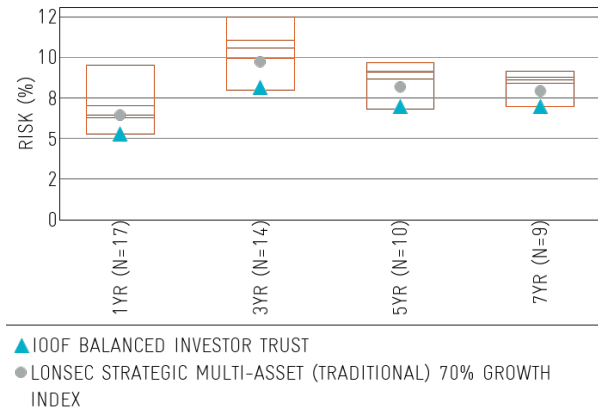 12
10
8
5
2
0
RISK (%)
1YR (N=17)
3YR (N=14)
5YR (N=10)
7YR (N=9)
IOOF BALANCED INVESTOR TRUST
LONSEC STRATEGIC MULTI-ASSET (TRADITIONAL) 70% GROWTH
INDEX